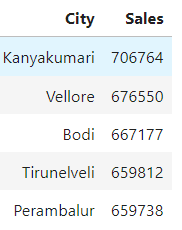 City Sales
Kanyakumari 706764
Vellore 676550
Bodi 667177
Tirunelveli 659812
Perambalur 659738